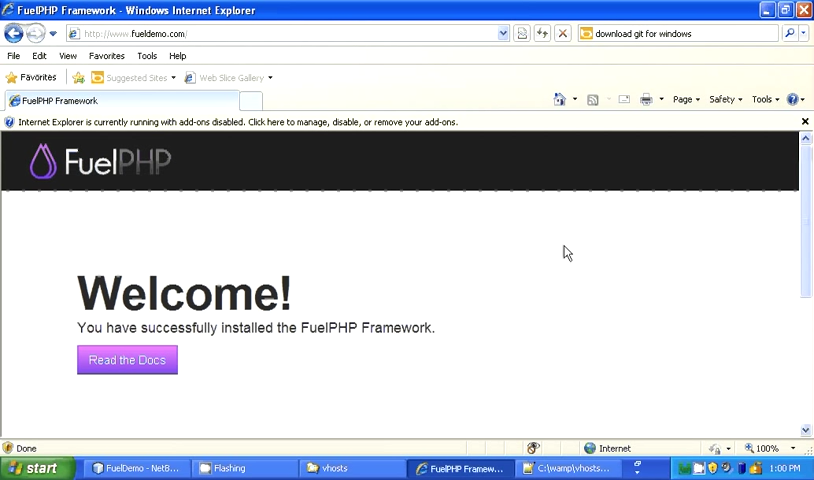 FuelPHP Framework - Windows Internet Explorer
http://www.fueldemo.com/
download git for windows
File Edit View Favorites Tools Help
Favorites Suggested Sites Web Slice Gallery
FuelPHP Framework
Page Safety Tools
Internet Explorer is currently running with add-ons disabled. Click here to manage, disable, or remove your add-ons.
FuelPHP
Welcome!
You have successfully installed the FuelPHP Framework.
Read the Docs
Done Internet 100%
start FuelDemo - NetB... Flashing vhosts FuelPHP Framew... C:\wamp\vhosts... 1:00 PM